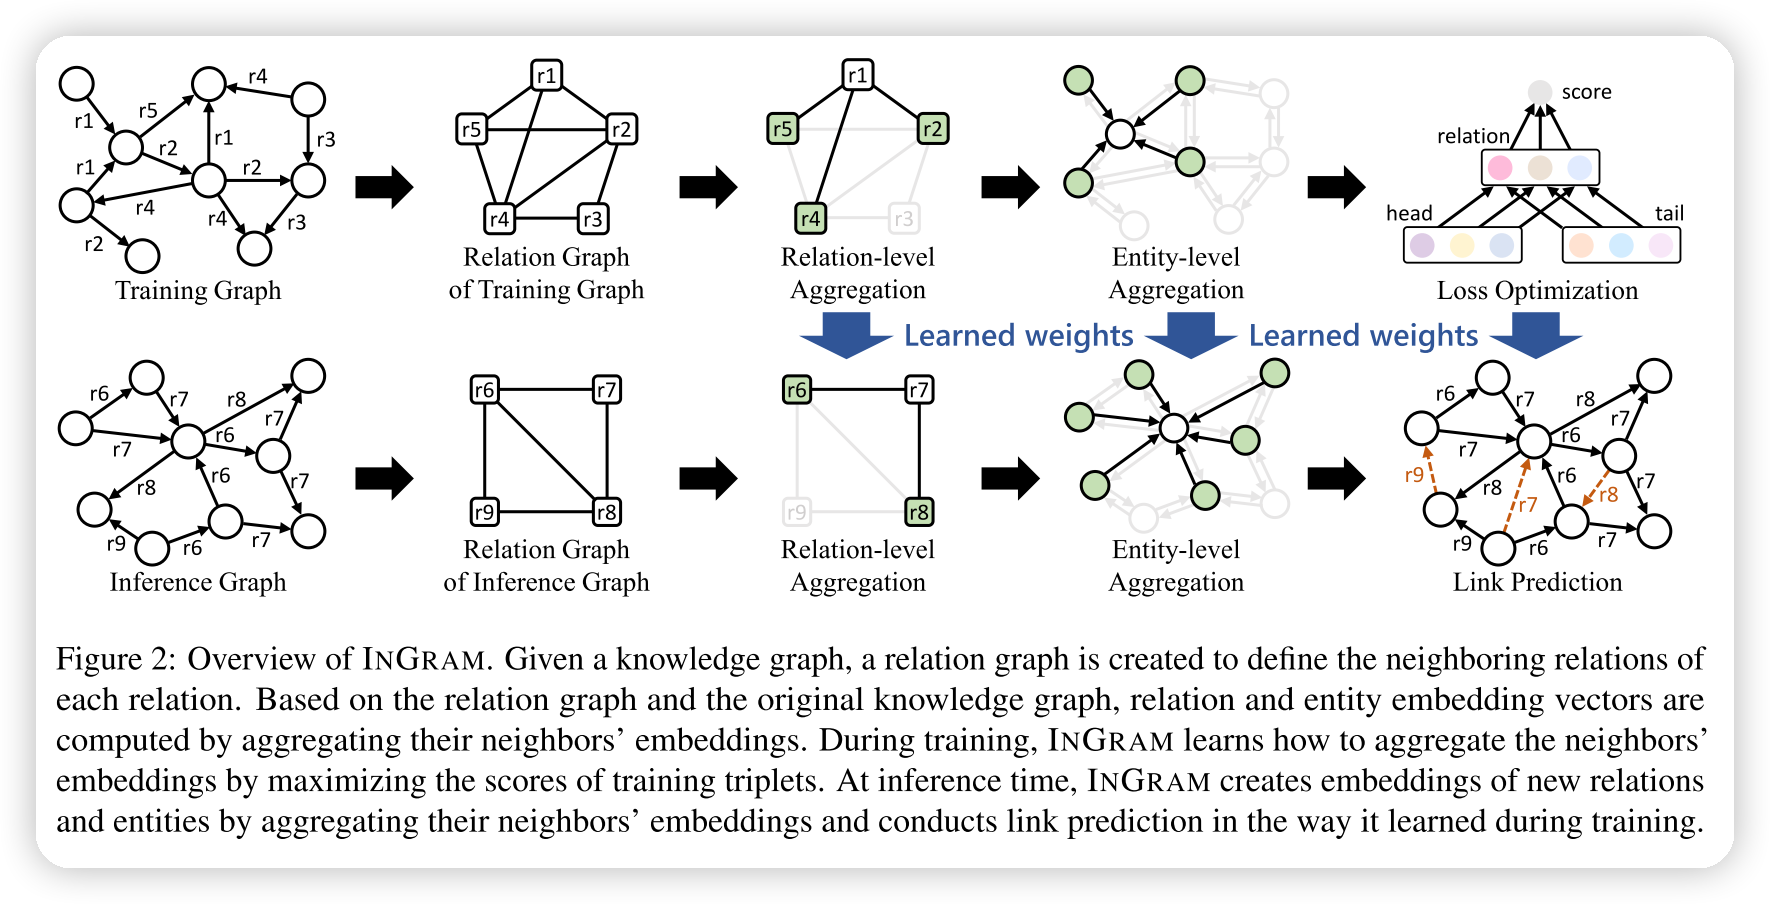 r1
r5
r4
r1
r2
r3
r1
r2
r4
r4
r3
r2
Training Graph
r1
r5
r2
r4
r3
Relation Graph
of Training Graph
r1
r5
r2
r4
r3
Relation-level
Aggregation
Entity-level
Aggregation
score
relation
head
tail
Loss Optimization
Learned weights
Learned weights
r6
r7
r8
r7
r7
r6
r8
r6
r7
r9
r6
r7
Inference Graph
r6
r7
r9
r8
Relation Graph
of Inference Graph
r6
r7
r9
r8
Relation-level
Aggregation
Entity-level
Aggregation
r6
r7
r8
r7
r7
r6
r9
r8
r7
r6
r8
r7
r9
r6
r7
Link Prediction
Figure 2: Overview of INGRAM. Given a knowledge graph, a relation graph is created to define the neighboring relations of
each relation. Based on the relation graph and the original knowledge graph, relation and entity embedding vectors are
computed by aggregating their neighbors’ embeddings. During training, INGRAM learns how to aggregate the neighbors’
embeddings by maximizing the scores of training triplets. At inference time, INGRAM creates embeddings of new relations
and entities by aggregating their neighbors’ embeddings and conducts link prediction in the way it learned during training.